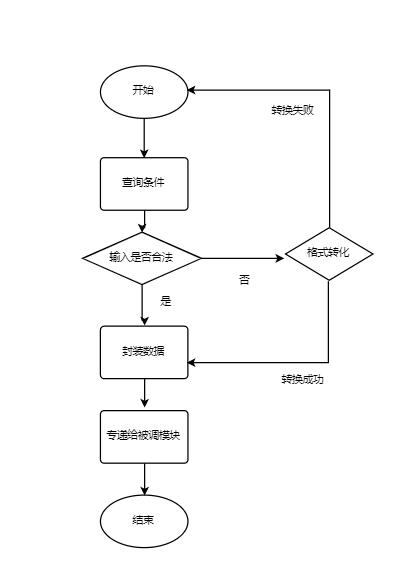 开始
转换失败
查询条件
输入是否合法
格式转化
否
是
封装数据
转换成功
专递给被调模块
结束